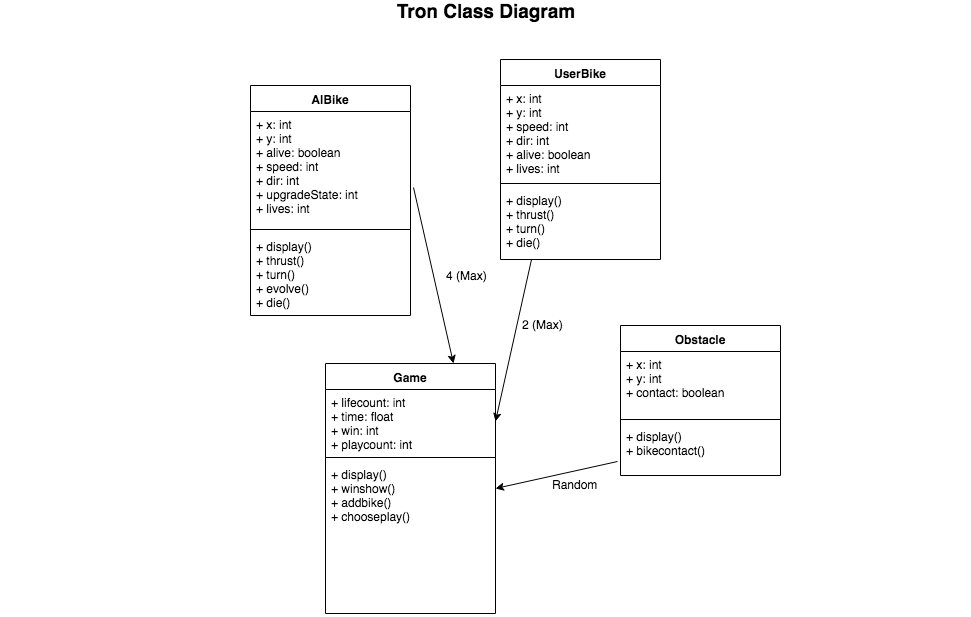 Tron Class Diagram
AIBike
+ x: int
+ y: int
+ alive: boolean
+ speed: int
+ dir: int
+ upgradeState: int
+ lives: int
+ display()
+ thrust()
+ turn()
+ evolve()
+ die()
UserBike
+ x: int
+ y: int
+ speed: int
+ dir: int
+ alive: boolean
+ lives: int
+ display()
+ thrust()
+ turn()
+ die()
4 (Max)
2 (Max)
Obstacle
+ x: int
+ y: int
+ contact: boolean
+ display()
+ bikecontact()
Random
Game
+ lifecount: int
+ time: float
+ win: int
+ playcount: int
+ display()
+ winshow()
+ addbike()
+ chooseplay()